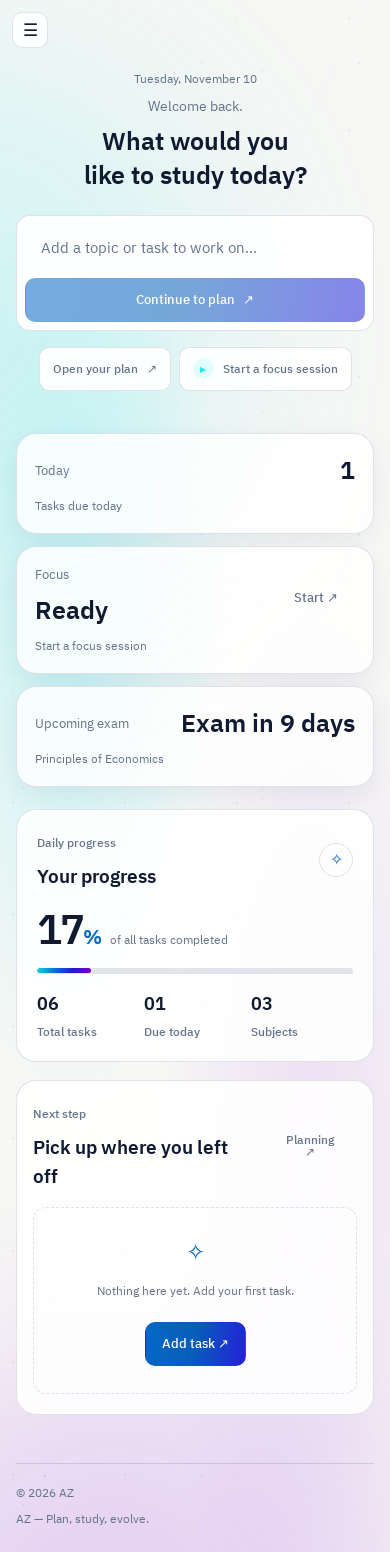 ☰
Tuesday, November 10
Welcome back.
What would you
like to study today?
Add a topic or task to work on...
Continue to plan ↗
Open your plan ↗
▶ Start a focus session
Today
1
Tasks due today
Focus
Ready
Start ↗
Start a focus session
Upcoming exam
Exam in 9 days
Principles of Economics
Daily progress
Your progress
17% of all tasks completed
06 01 03
Total tasks Due today Subjects
Next step
Pick up where you left
off
Planning
↗
Nothing here yet. Add your first task.
Add task ↗
© 2026 AZ
AZ — Plan, study, evolve.